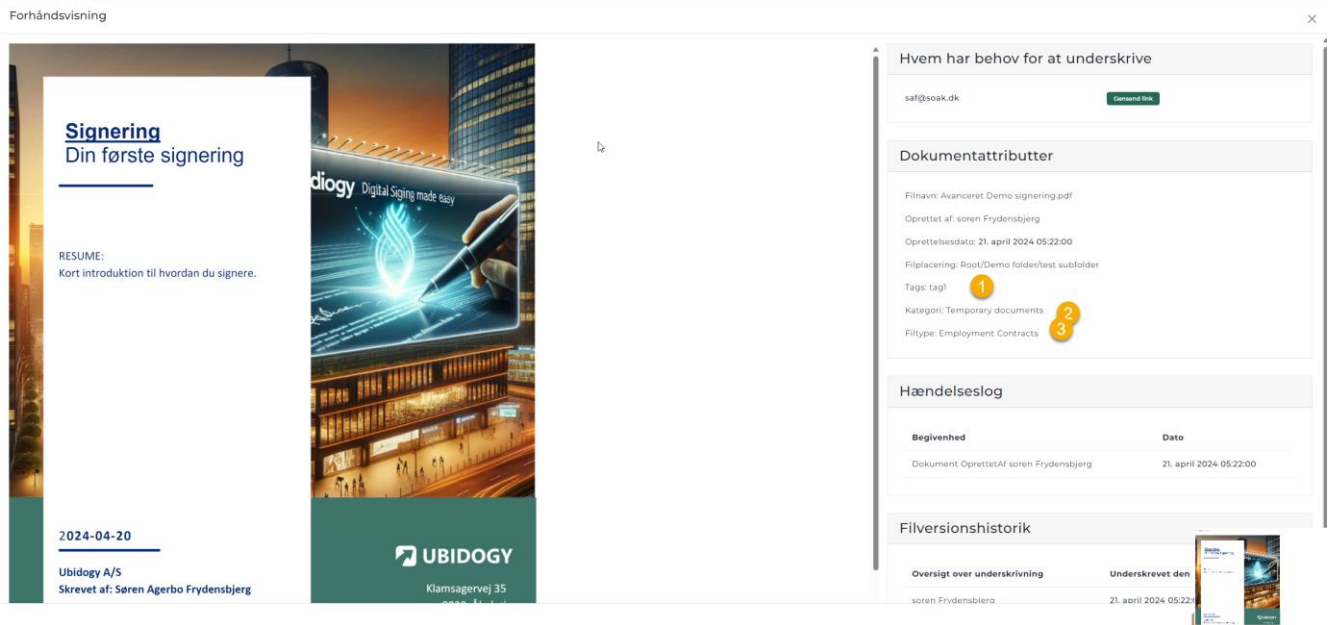 Forhåndsvisning
×
Signering
Din første signering
RESUME:
Kort introduktion til hvordan du signere.
2024-04-20
Ubidogy A/S
Skrevet af: Søren Agerbo Frydensbjerg
diogy Digital Siging made easy
UBIDOGY
Klamsagervej 35
Hvem har behov for at underskrive
saf@soak.dk
Gensend link
Dokumentattributter
Filnavn: Avanceret Demo signering.pdf
Oprettet af: soren Frydensbjerg
Oprettelsesdato: 21. april 2024 05:22:00
Filplacering: Root/Demo folder/test subfolder
Tags: tag1 1
Kategori: Temporary documents 2
Filtype: Employment Contracts 3
Hændelseslog
Begivenhed Dato
Dokument OprettetAf soren Frydensbjerg 21. april 2024 05:22:00
Filversionshistorik
Oversigt over underskrivning Underskrevet den
soren Frydensbjerg 21. april 2024 05:22: